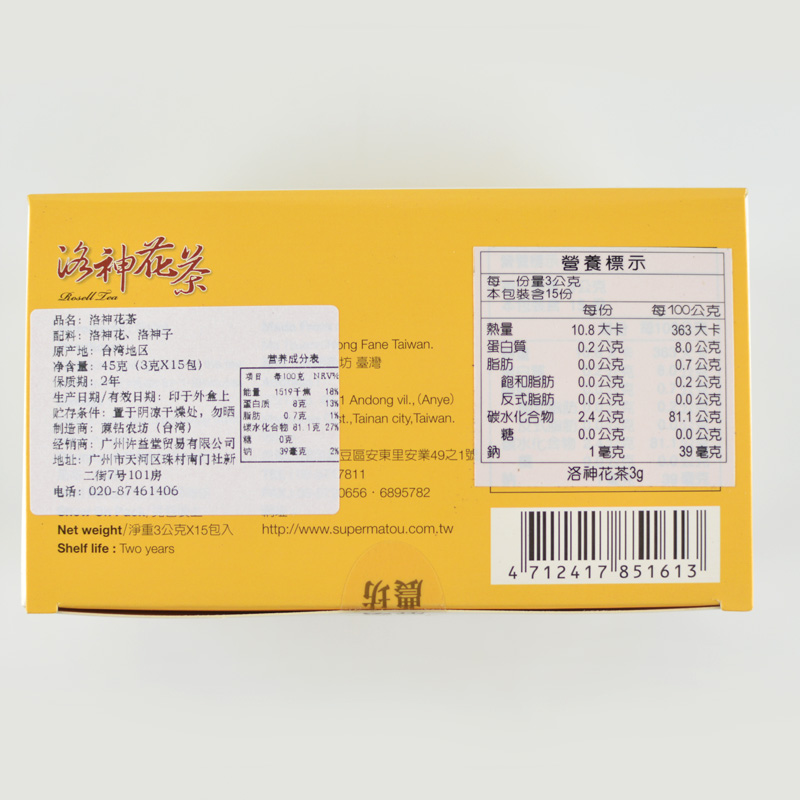 洛神花茶
Rosell Tea
品名：洛神花茶
配料：洛神花、洛神子
原产地：台湾地区
净含量：45克（3克X15包）
保质期：2年
生产日期/有效日期：印于外盒上
贮存条件：置于阴凉干燥处，勿晒
制造商：源钻农坊（台湾）
经销商：广州许益堂贸易有限公司
地址：广州市天河区珠村南门社新
二街7号101房
电话：020-87461406
营养成分表
项目 每100克 NRV%
能量 1519千焦 18%
蛋白质 8克 13%
脂肪 0.7克 1%
碳水化合物 81.1克 27%
糖 0克
钠 39毫克 2%
Fane Taiwan.
坊 臺灣
1 Andong vil., (Anye)
Tainan city,Taiwan.
豆區安東里安業49之1號
7811
0656 · 6895782
Net weight/淨重3公克X15包入
http://www.supermatou.com.tw
Shelf life : Two years
農坊
營養標示
每一份量3公克
本包裝含15份
每份 每100公克
熱量 10.8 大卡 363 大卡
蛋白質 0.2 公克 8.0 公克
脂肪 0.0 公克 0.7 公克
飽和脂肪 0.0 公克 0.2 公克
反式脂肪 0.0 公克 0.0 公克
碳水化合物 2.4 公克 81.1 公克
糖 0.0 公克 0.0 公克
鈉 1 毫克 39 毫克
洛神花茶3g
4 712417 851613